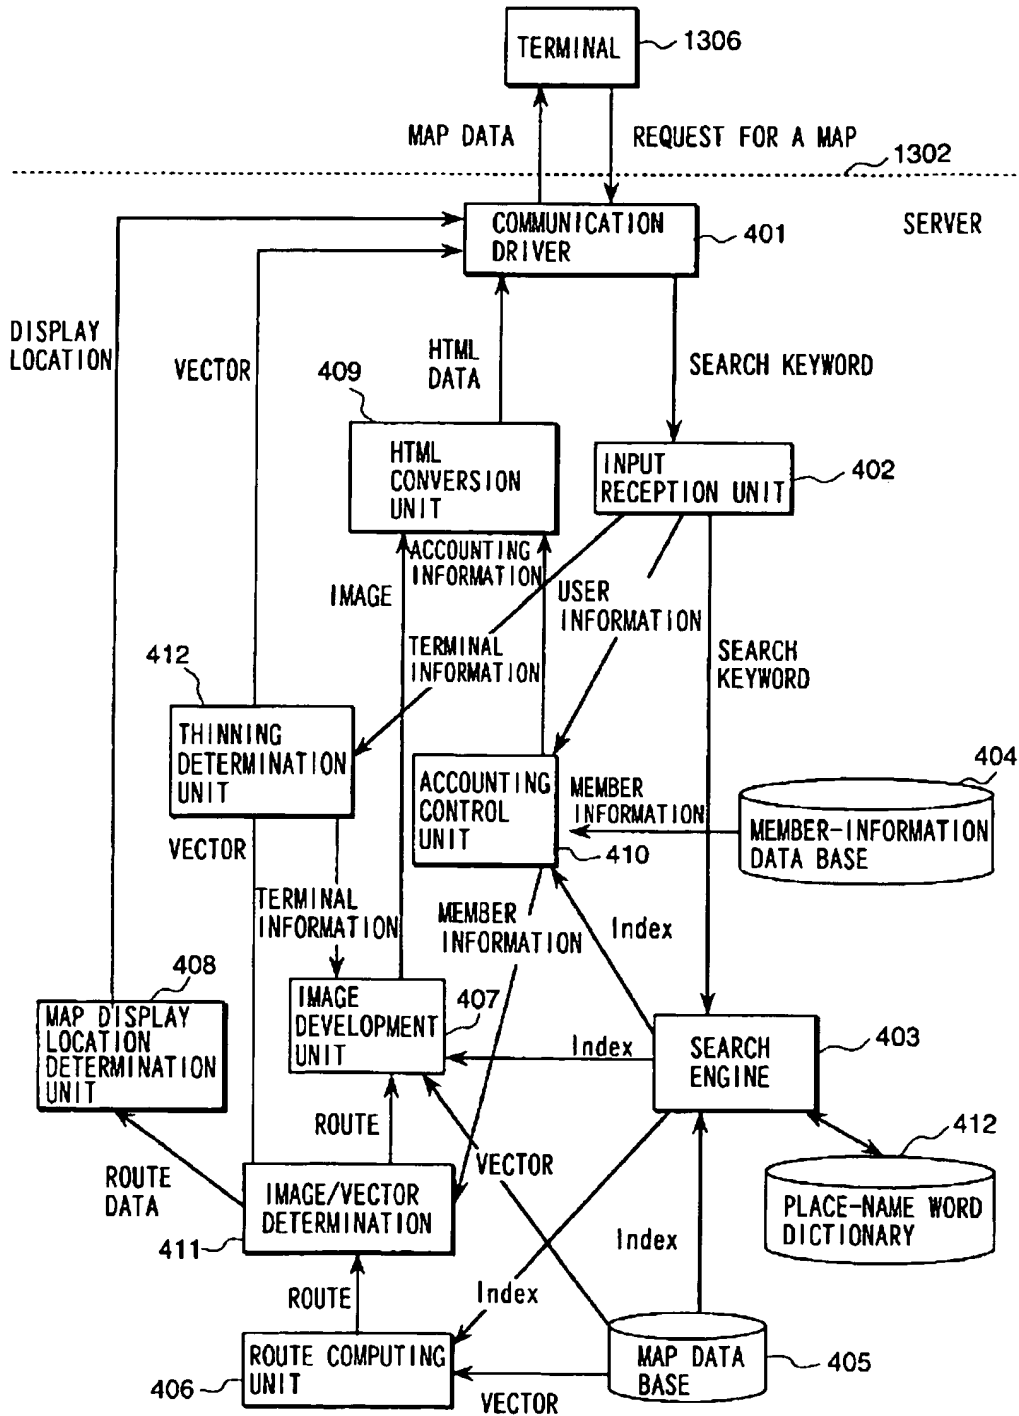 TERMINAL
1306
MAP DATA
REQUEST FOR A MAP
1302
COMMUNICATION
DRIVER
401
SERVER
DISPLAY
LOCATION
VECTOR
HTML
DATA
SEARCH KEYWORD
409
HTML
CONVERSION
UNIT
INPUT
RECEPTION UNIT
402
ACCOUNTING
INFORMATION
IMAGE
USER
INFORMATION
TERMINAL
INFORMATION
SEARCH
KEYWORD
412
THINNING
DETERMINATION
UNIT
ACCOUNTING
CONTROL
UNIT
410
MEMBER
INFORMATION
404
MEMBER-INFORMATION
DATA BASE
VECTOR
TERMINAL
INFORMATION
MEMBER
INFORMATION
Index
408
MAP DISPLAY
LOCATION
DETERMINATION
UNIT
IMAGE
DEVELOPMENT
UNIT
407
Index
SEARCH
ENGINE
403
ROUTE
412
ROUTE
DATA
VECTOR
IMAGE/VECTOR
DETERMINATION
411
PLACE-NAME WORD
DICTIONARY
Index
ROUTE
Index
ROUTE COMPUTING
UNIT
406
MAP DATA
BASE
405
VECTOR